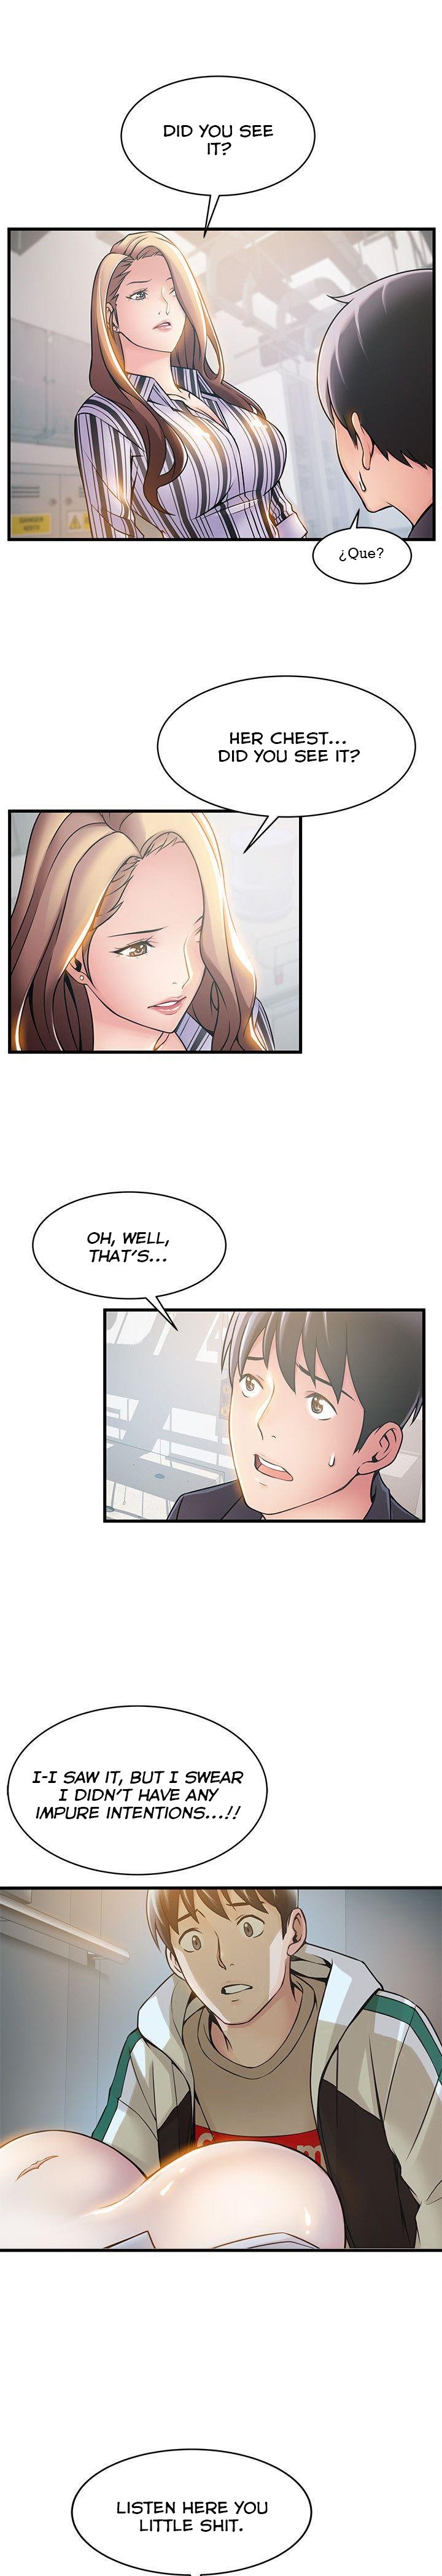 DID YOU SEE
IT?
¿Que?
HER CHEST...
DID YOU SEE IT?
OH, WELL,
THAT'S...
I-I SAW IT, BUT I SWEAR
I DIDN'T HAVE ANY
IMPURE INTENTIONS...!!
LISTEN HERE YOU
LITTLE SHIT.